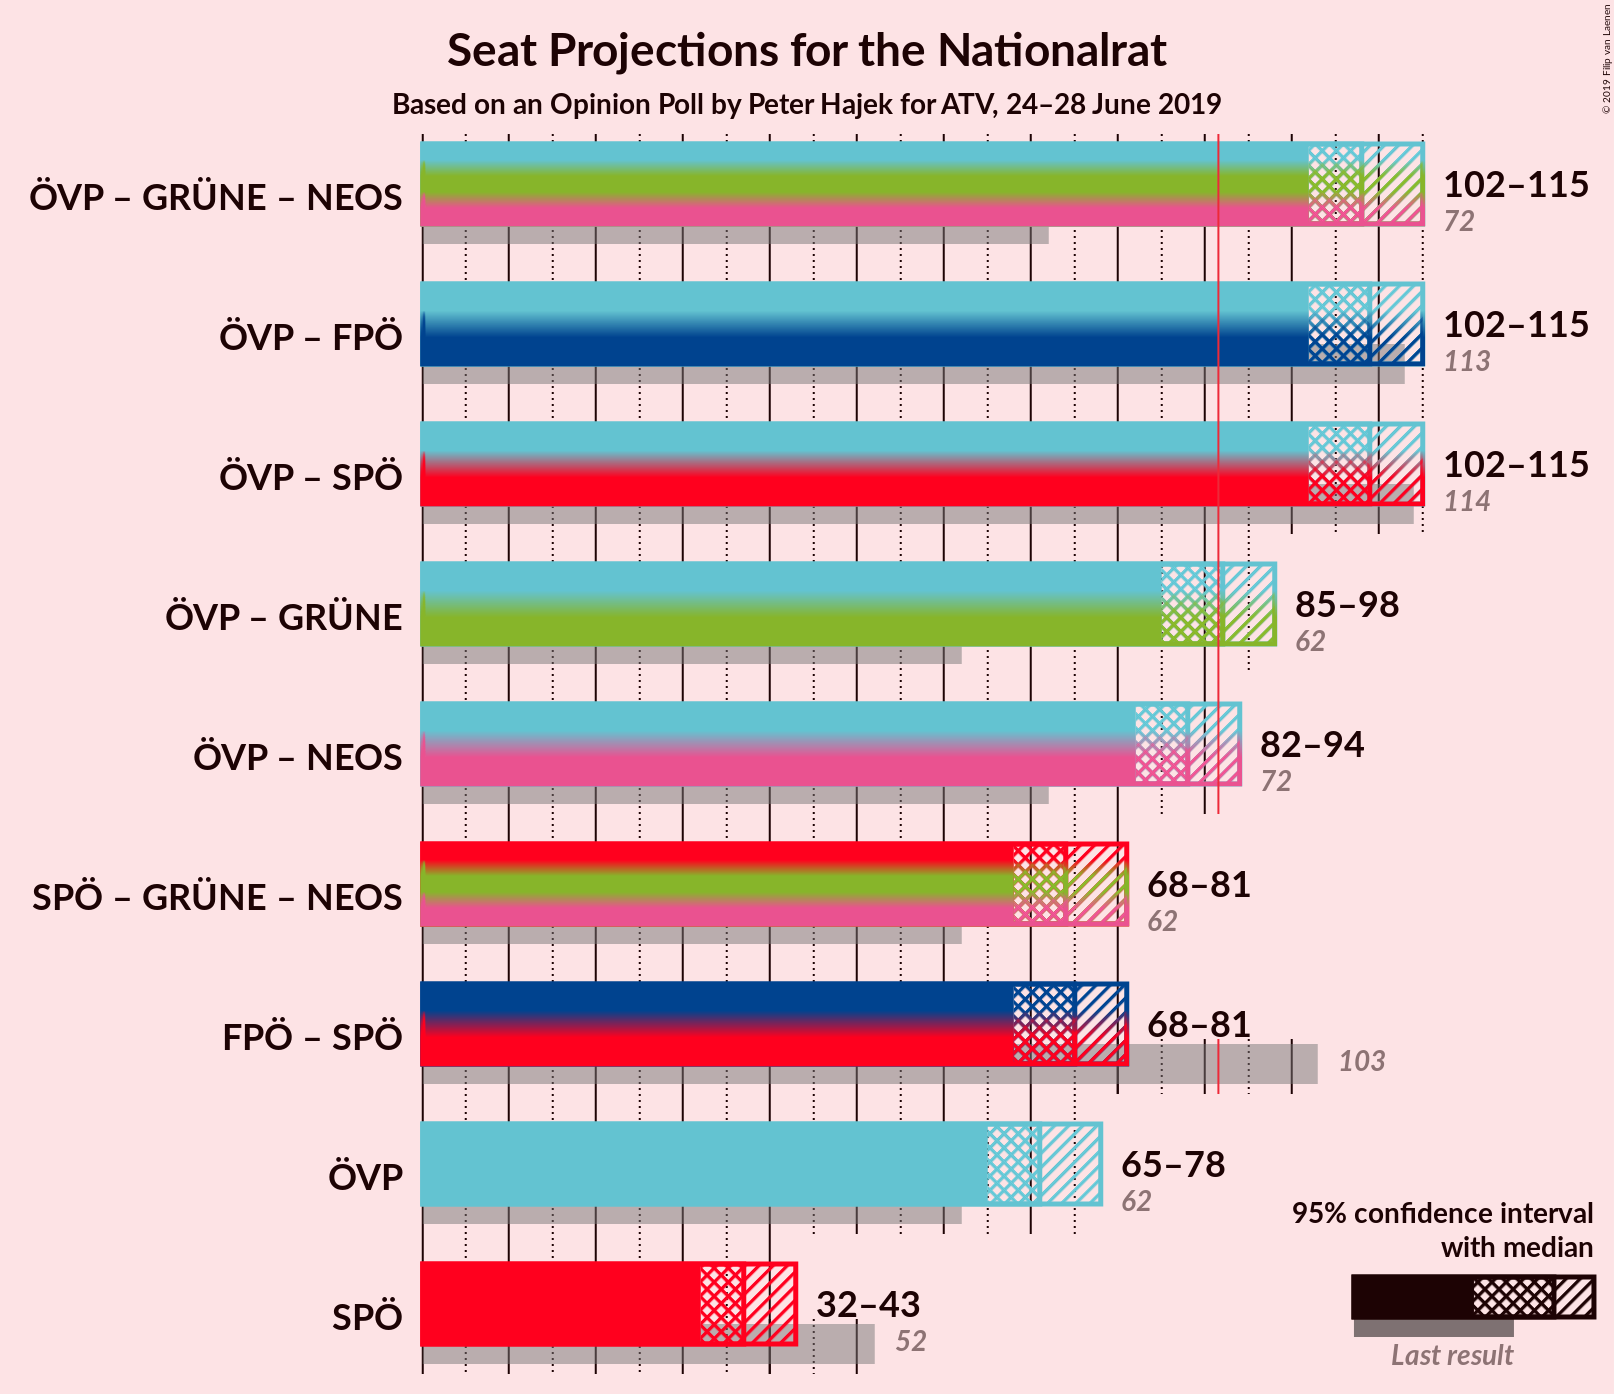 Seat Projections for the Nationalrat
Based on an Opinion Poll by Peter Hajek for ATV, 24–28 June 2019
© 2019 Filip van Laenen
ÖVP – GRÜNE – NEOS
102–115
72
ÖVP – FPÖ
102–115
113
ÖVP – SPÖ
102–115
114
ÖVP – GRÜNE
85–98
62
ÖVP – NEOS
82–94
72
SPÖ – GRÜNE – NEOS
68–81
62
FPÖ – SPÖ
68–81
103
ÖVP
65–78
62
SPÖ
32–43
52
95% confidence interval
with median
Last result